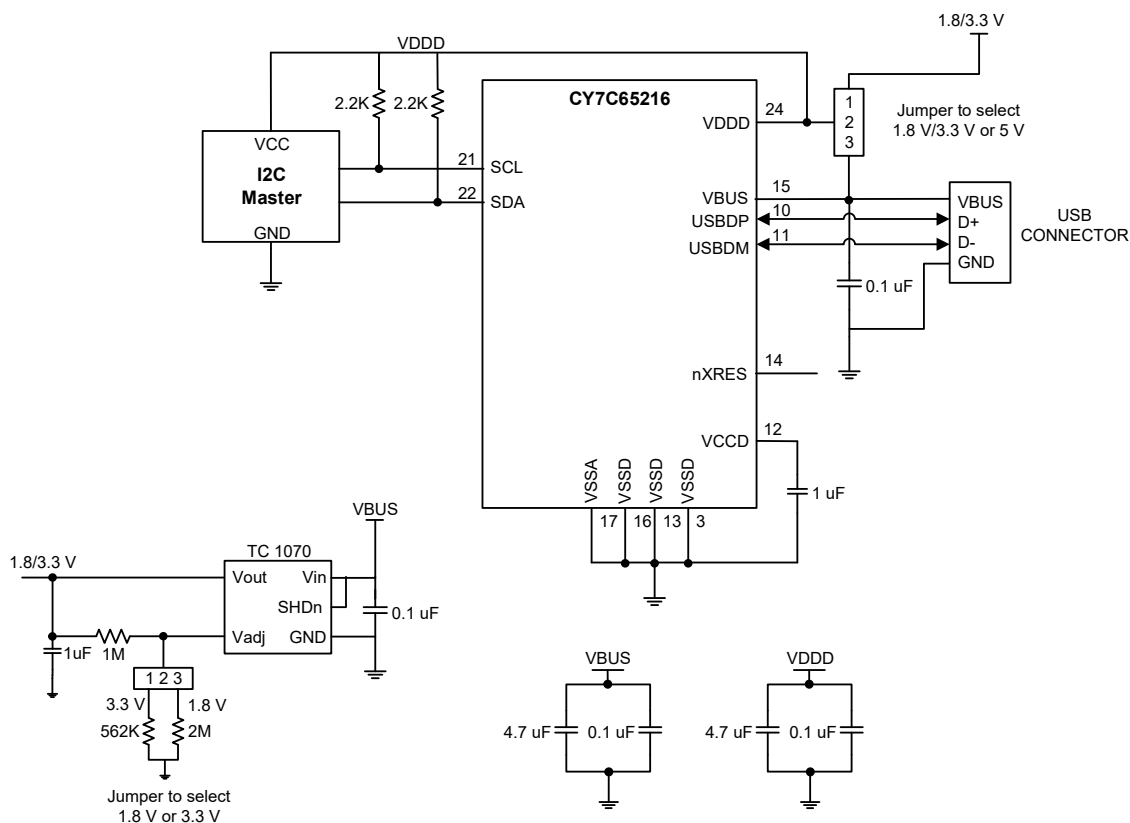 1.8/3.3 V
VDDD
CY7C65216
2.2K
2.2K
24
VDDD
1
2
3
Jumper to select
1.8 V/3.3 V or 5 V
VCC
I2C
Master
GND
21
SCL
22
SDA
VBUS
15
USBDP
10
USBDM
11
VBUS
D+
D-
GND
USB
CONNECTOR
0.1 uF
nXRES
14
VCCD
12
1 uF
VSSA
VSSD
VSSD
VSSD
17
16
13
3
VBUS
TC 1070
1.8/3.3 V
Vout
Vin
SHDn
Vadj
GND
0.1 uF
1uF
1M
1 2 3
3.3 V
1.8 V
562K
2M
Jumper to select
1.8 V or 3.3 V
VBUS
4.7 uF
0.1 uF
VDDD
4.7 uF
0.1 uF